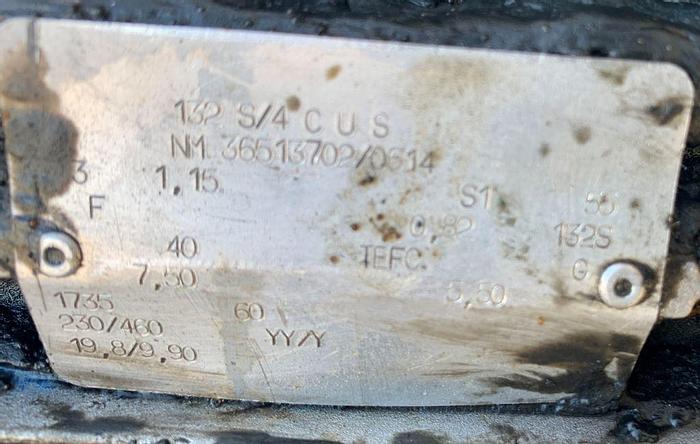 132 S/4 C U S
NM. 36513702/0614
3 1,15 S1 55
F 0,82 132S
40 TEFC. G
7,50 5,50
1735 60
230/460 YY/Y
19,8/9,90